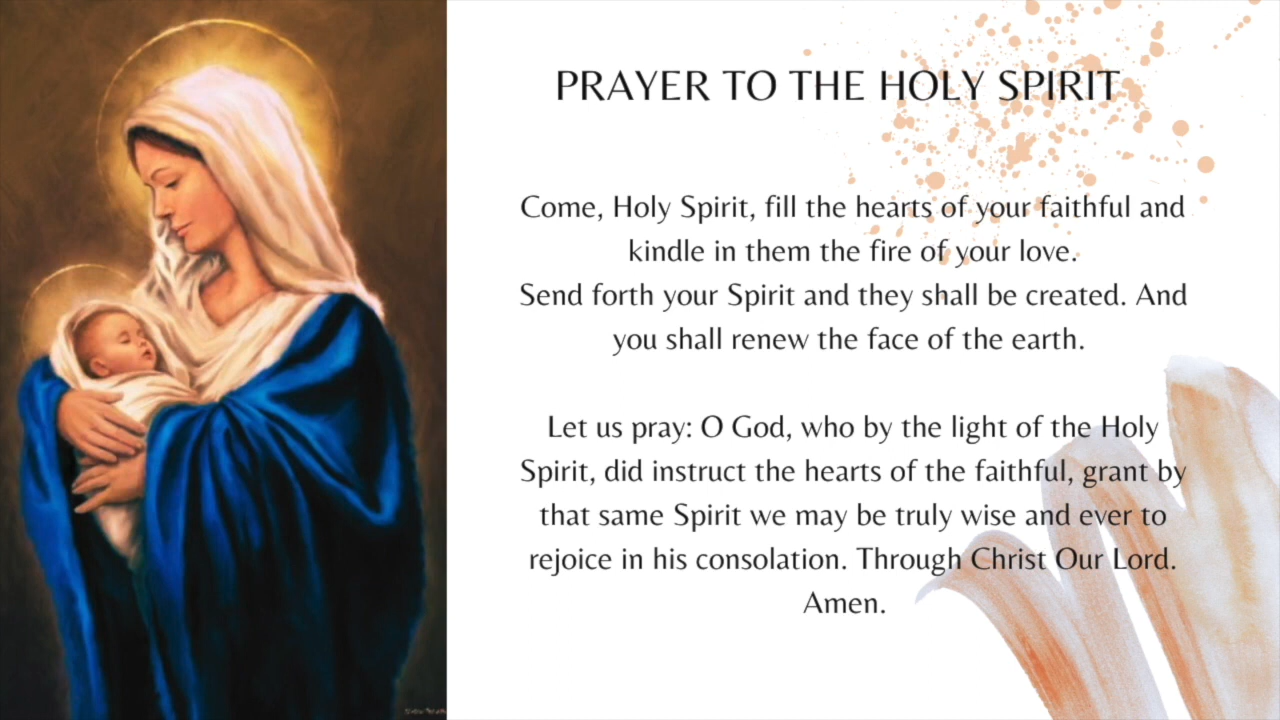 PRAYER TO THE HOLY SPIRIT
Come, Holy Spirit, fill the hearts of your faithful and
kindle in them the fire of your love.
Send forth your Spirit and they shall be created. And
you shall renew the face of the earth.
Let us pray: O God, who by the light of the Holy
Spirit, did instruct the hearts of the faithful, grant by
that same Spirit we may be truly wise and ever to
rejoice in his consolation. Through Christ Our Lord.
Amen.